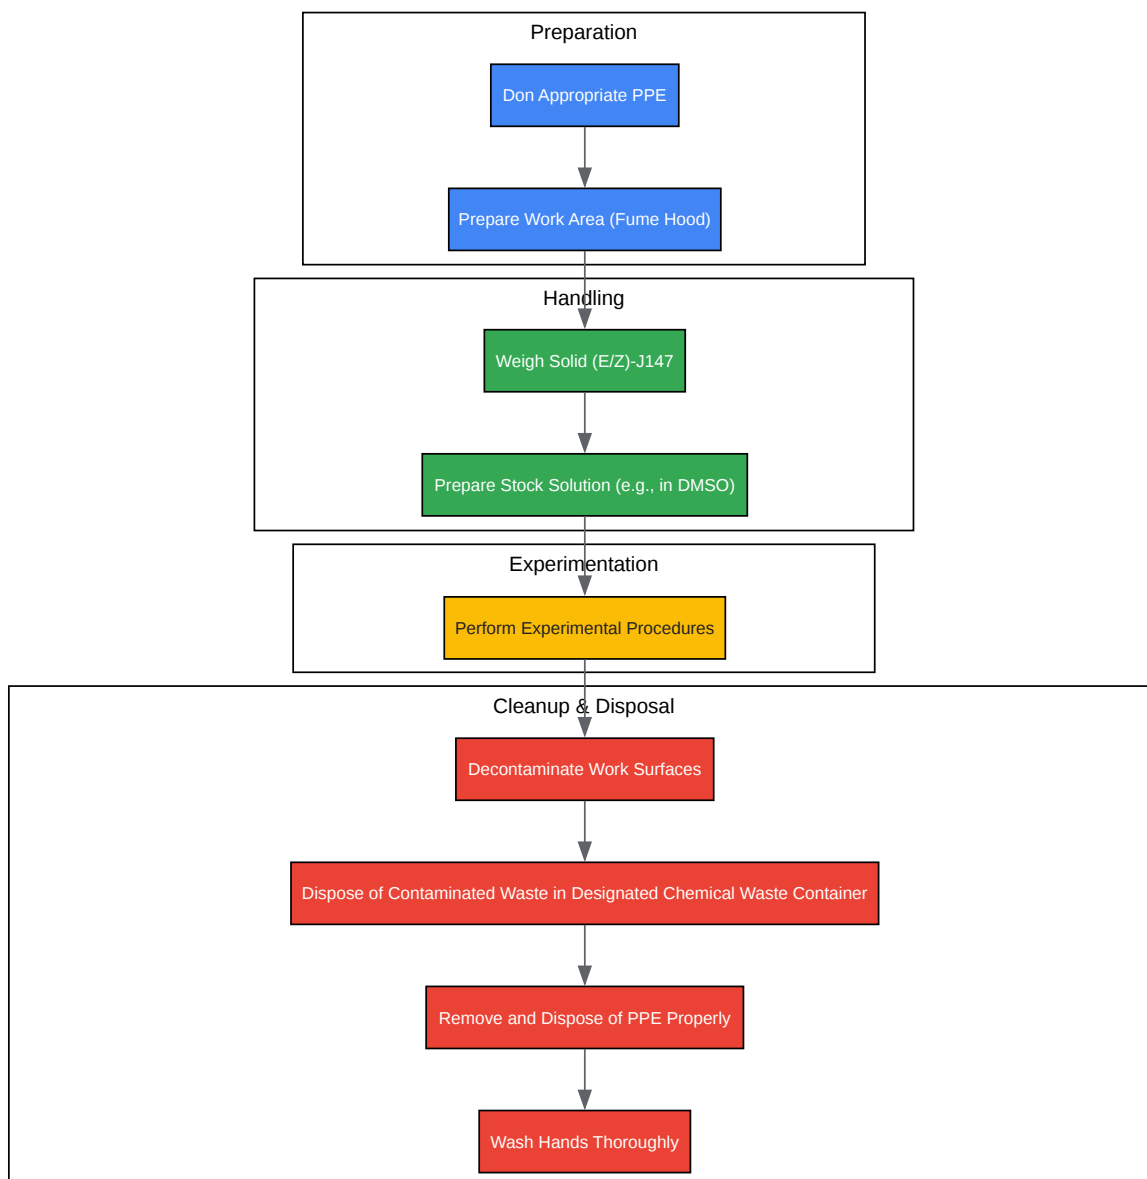 Preparation
Don Appropriate PPE
Prepare Work Area (Fume Hood)
Handling
Weigh Solid (E/Z)-J147
Prepare Stock Solution (e.g., in DMSO)
Experimentation
Perform Experimental Procedures
Cleanup & Disposal
Decontaminate Work Surfaces
Dispose of Contaminated Waste in Designated Chemical Waste Container
Remove and Dispose of PPE Properly
Wash Hands Thoroughly